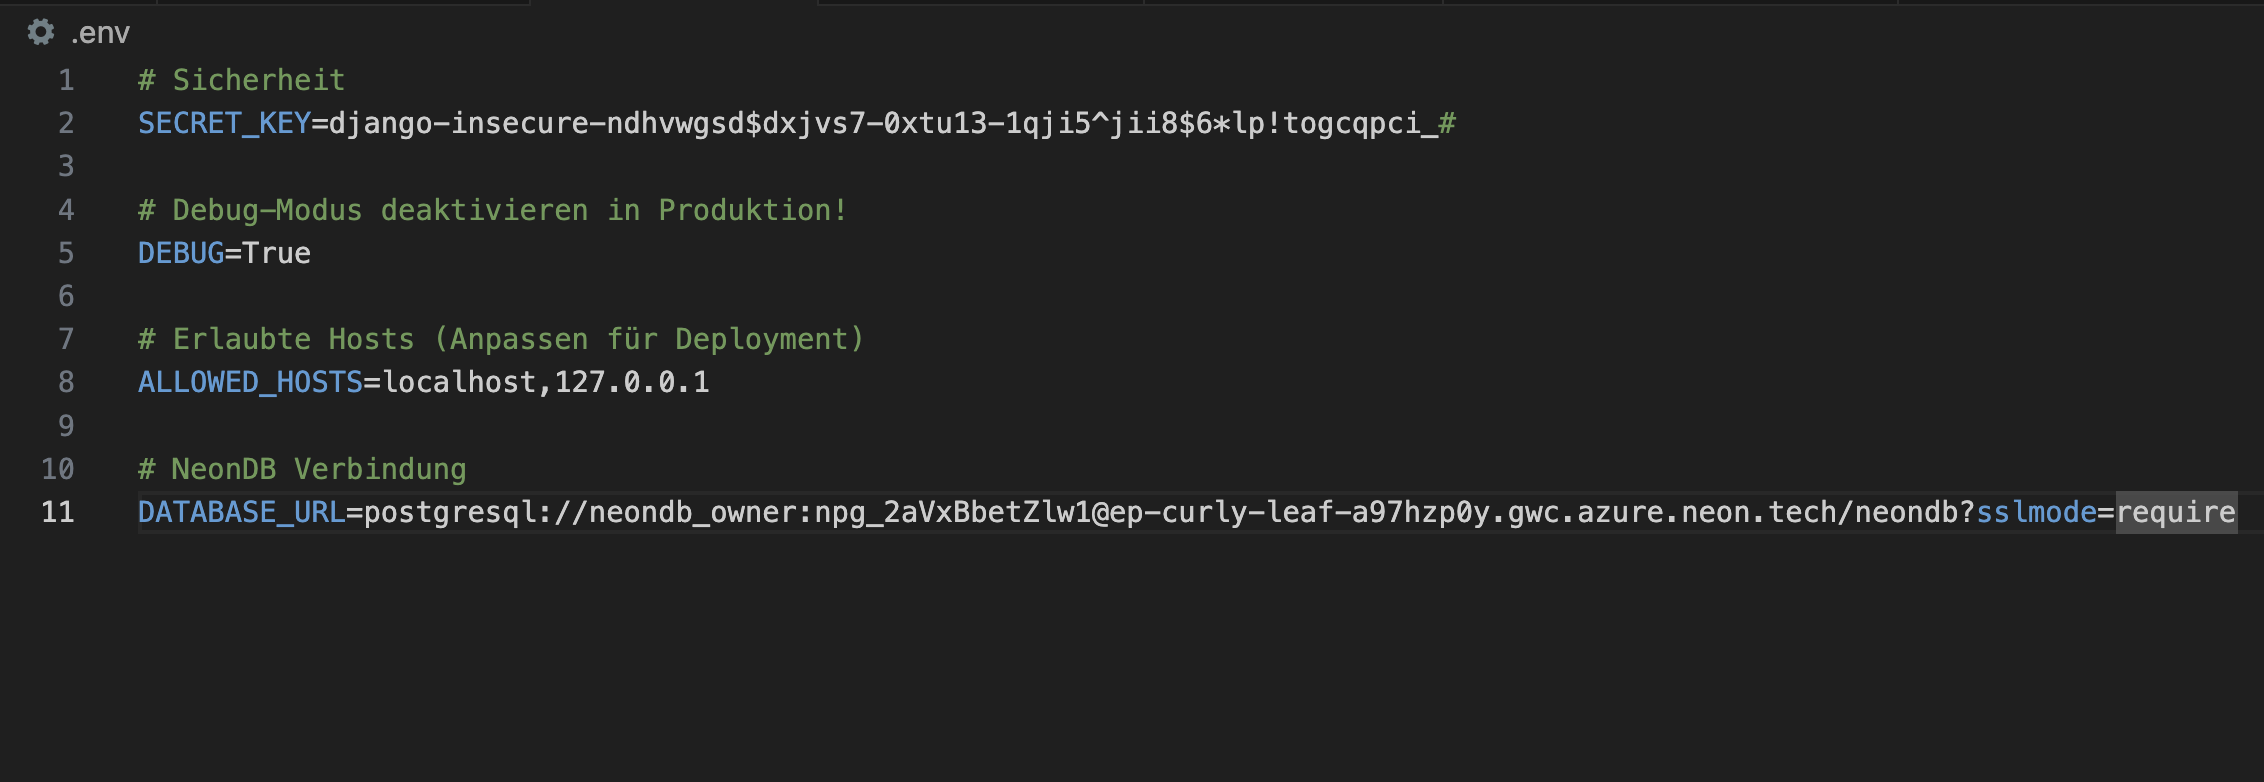 .env
1 # Sicherheit
2 SECRET_KEY=django-insecure-ndhvwgsd$dxjvs7-0xtu13-1qji5^jii8$6*lp!togcqpci_#
3
4 # Debug-Modus deaktivieren in Produktion!
5 DEBUG=True
6
7 # Erlaubte Hosts (Anpassen für Deployment)
8 ALLOWED_HOSTS=localhost,127.0.0.1
9
10 # NeonDB Verbindung
11 DATABASE_URL=postgresql://neondb_owner:npg_2aVxBbetZlw1@ep-curly-leaf-a97hzp0y.gwc.azure.neon.tech/neondb?sslmode=require